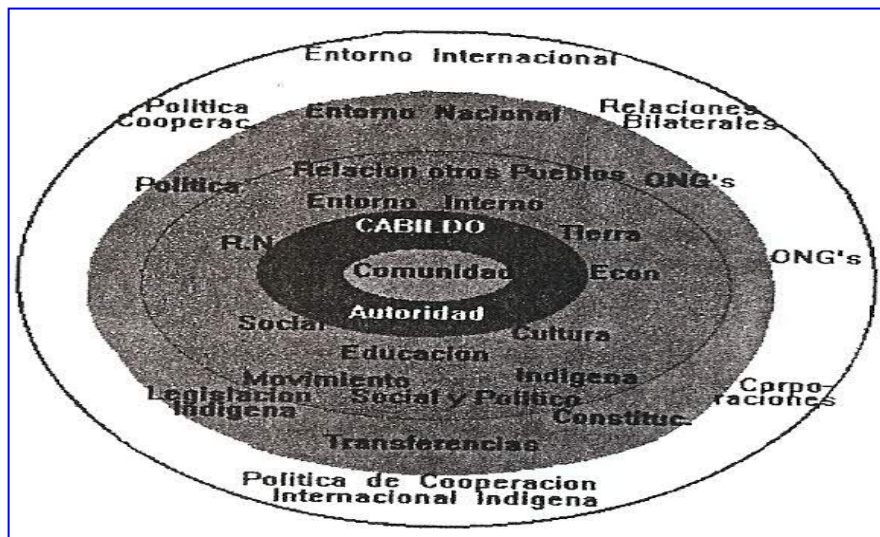 Entorno Internacional
Politica
Cooperac.
Entorno Nacional
Relaciones
Bilaterales
Politica
Relacion otros Pueblos
ONG's
Entorno Interno
CABILDO
R.N
Tierra
Comunidad
Econ
ONG's
Autoridad
Social
Cultura
Educacion
Movimiento
Indigena
Legislacion
Indigena
Social y Politico
Constituc.
Corpo-
raciones
Transferencias
Politica de Cooperacion
Internacional Indigena